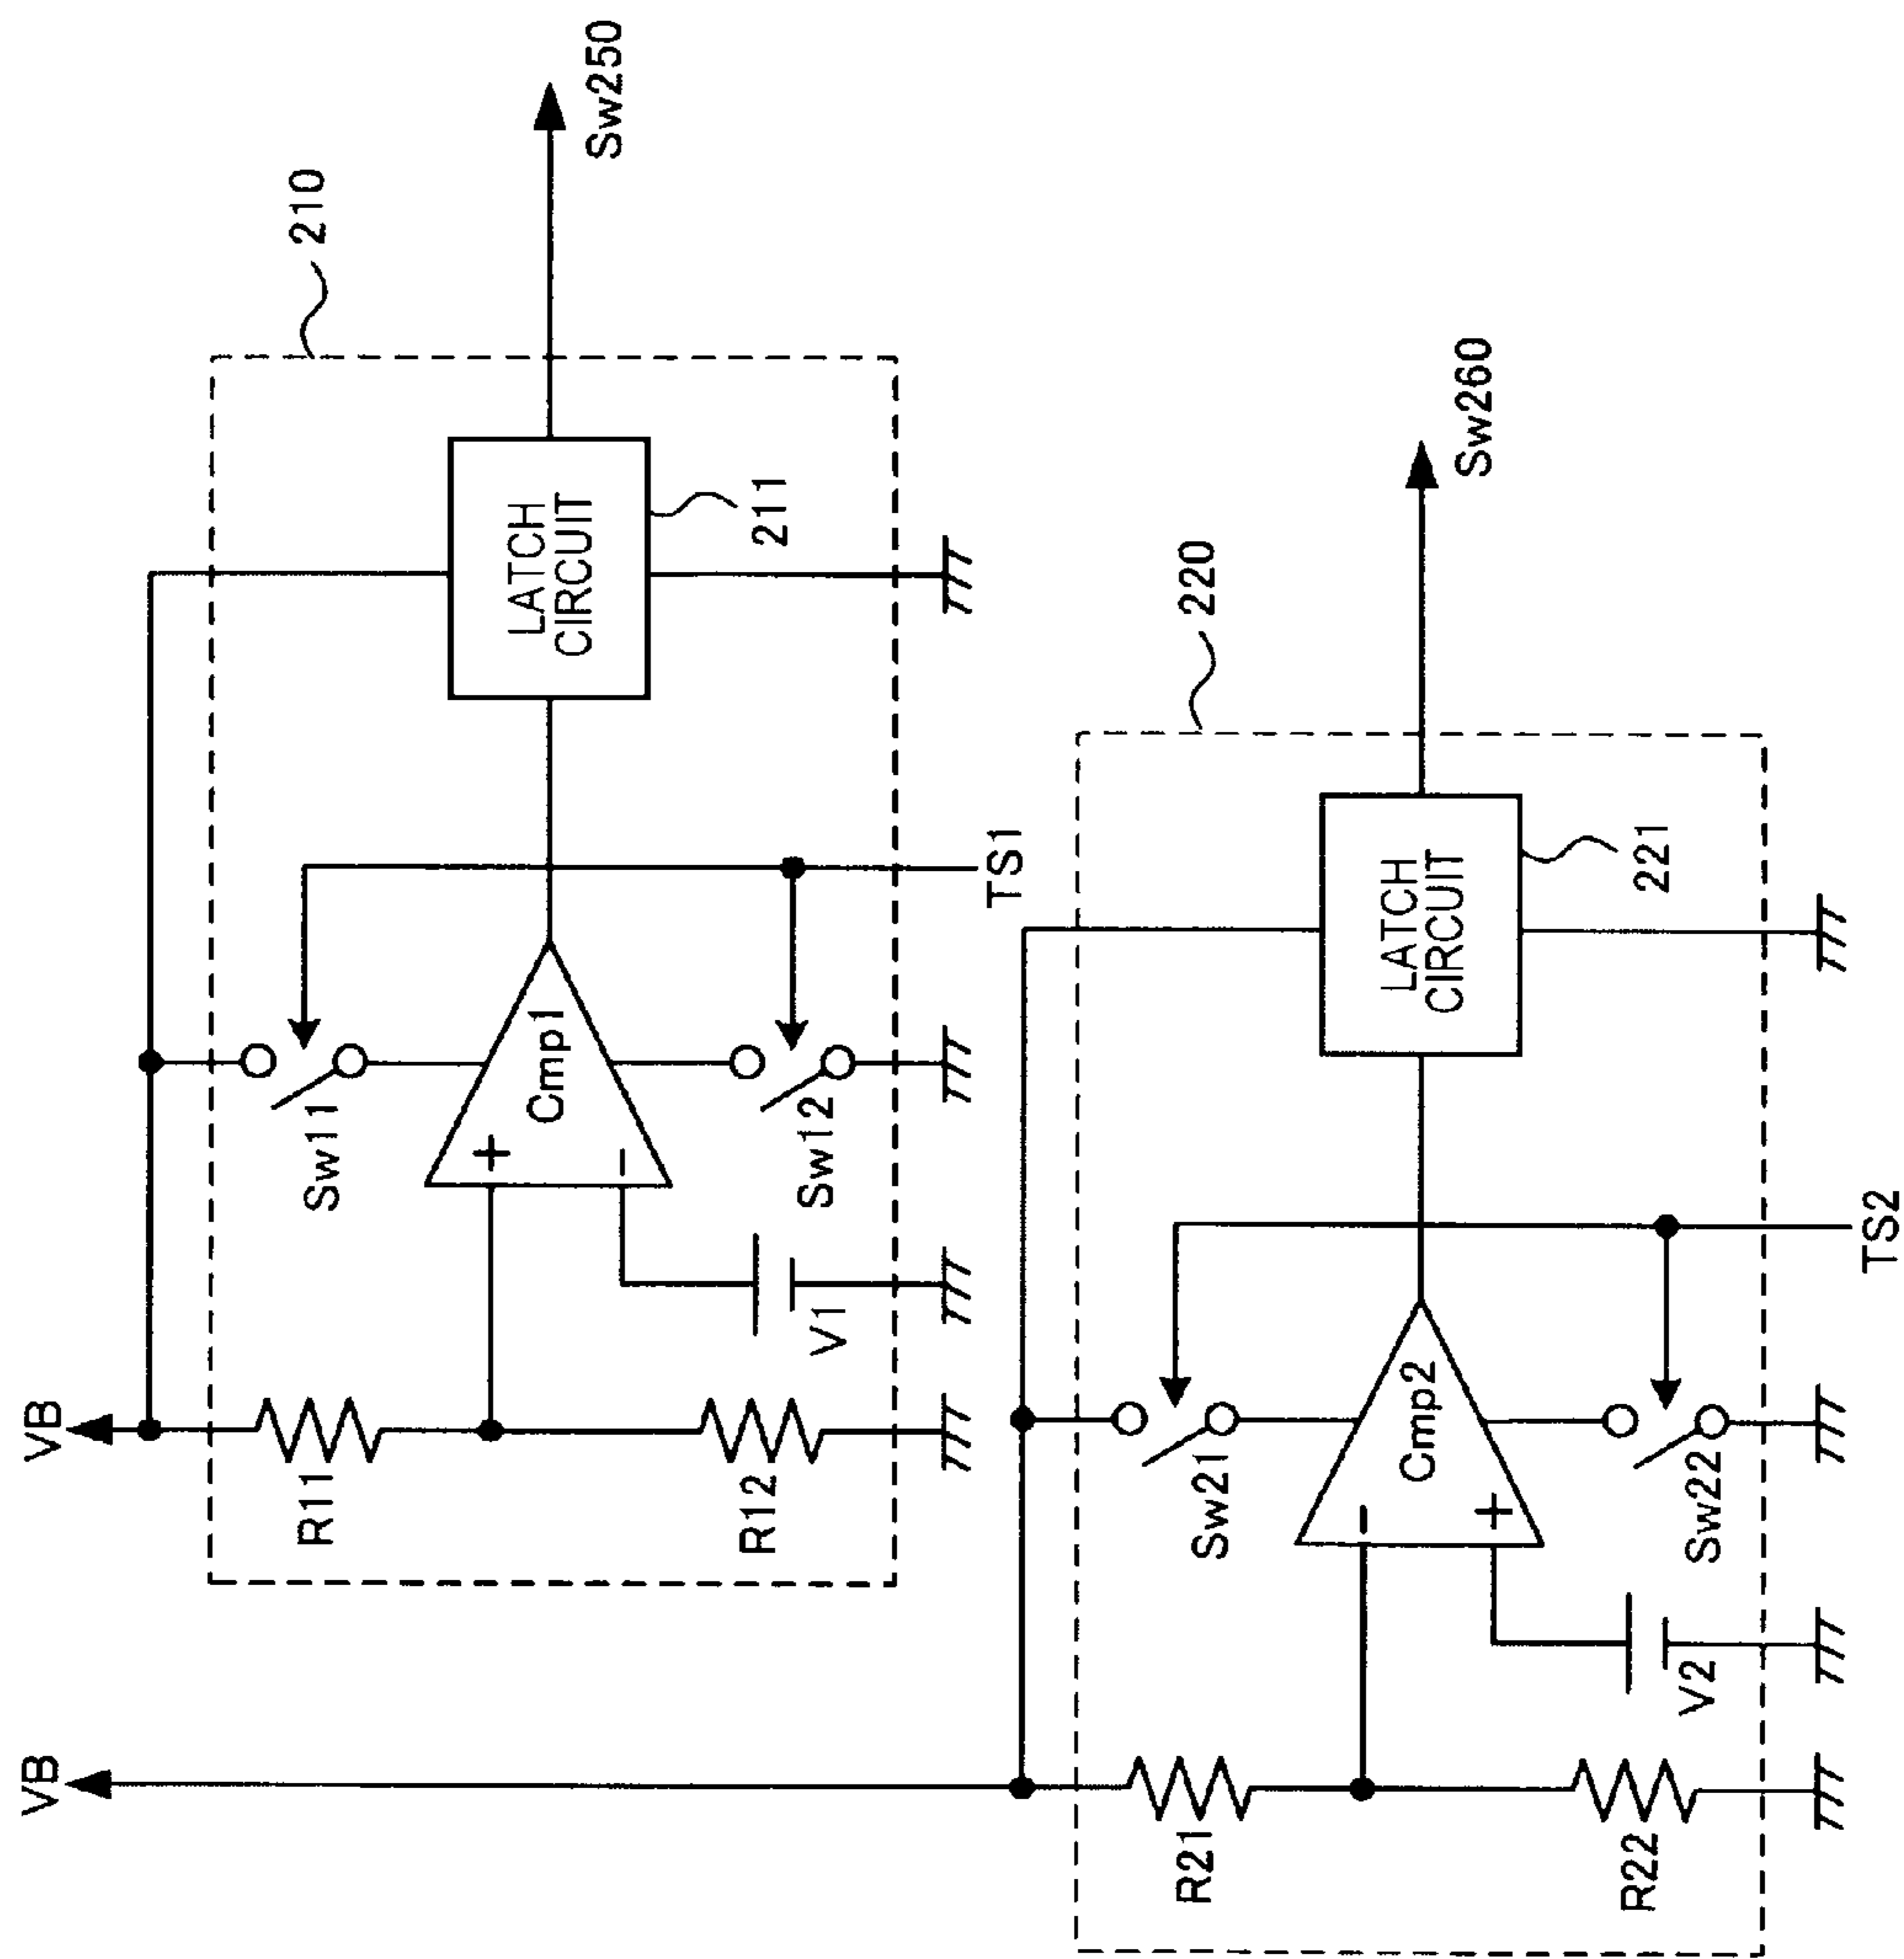 VB
VB
210
R11
Sw11
Cmp1
+
-
LATCH
CIRCUIT
211
Sw250
R12
V1
Sw12
TS1
220
R21
Sw21
Cmp2
-
+
LATCH
CIRCUIT
221
Sw260
R22
V2
Sw22
TS2